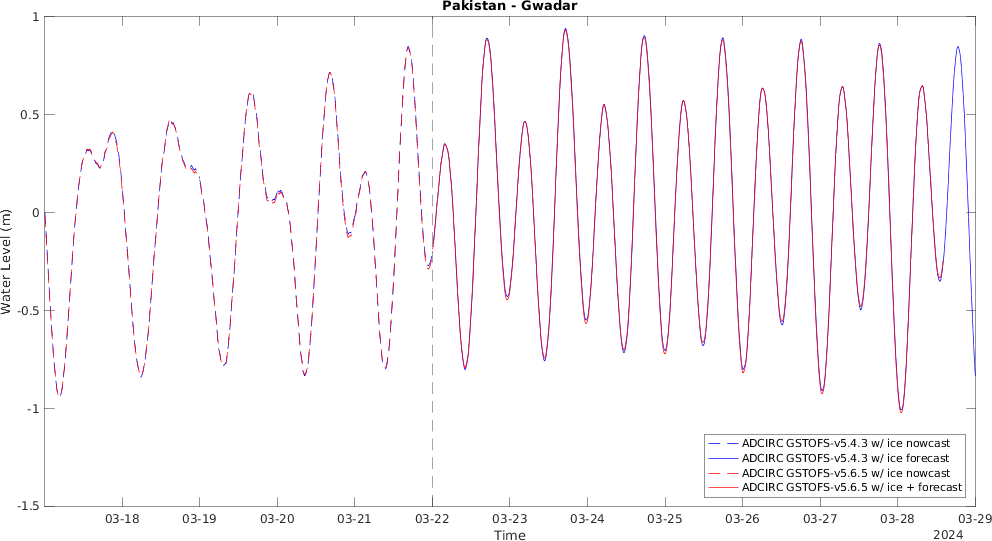 Pakistan - Gwadar
1
0.5
0
-0.5
-1
-1.5
Water Level (m)
03-18
03-19
03-20
03-21
03-22
03-23
03-24
03-25
03-26
03-27
03-28
03-29
Time
2024
ADCIRC GSTOFS-v5.4.3 w/ ice nowcast
ADCIRC GSTOFS-v5.4.3 w/ ice forecast
ADCIRC GSTOFS-v5.6.5 w/ ice nowcast
ADCIRC GSTOFS-v5.6.5 w/ ice + forecast